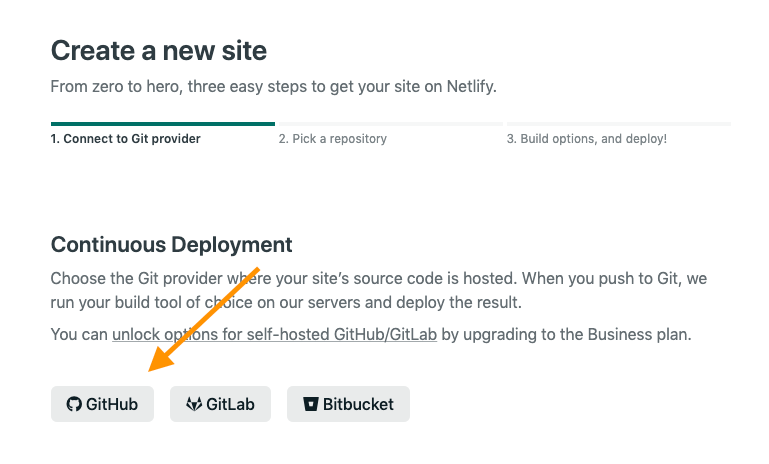 Create a new site
From zero to hero, three easy steps to get your site on Netlify.
1. Connect to Git provider
2. Pick a repository
3. Build options, and deploy!
Continuous Deployment
Choose the Git provider where your site’s source code is hosted. When you push to Git, we
run your build tool of choice on our servers and deploy the result.
You can unlock options for self-hosted GitHub/GitLab by upgrading to the Business plan.
GitHub
GitLab
Bitbucket